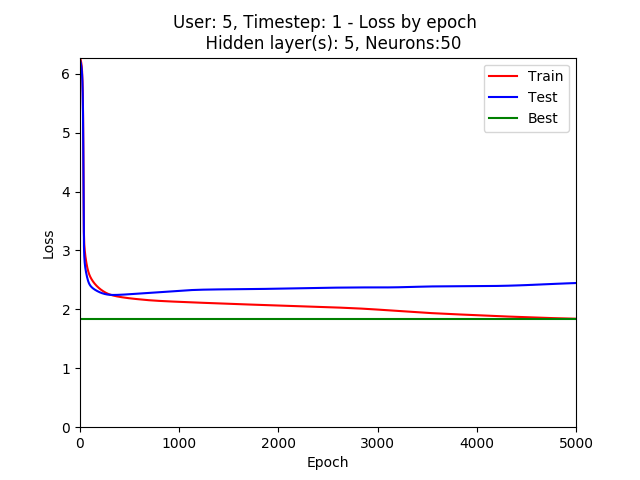 User: 5, Timestep: 1 - Loss by epoch
Hidden layer(s): 5, Neurons:50
Train
Test
Best
6
5
4
3
2
1
0
Loss
0 1000 2000 3000 4000 5000
Epoch